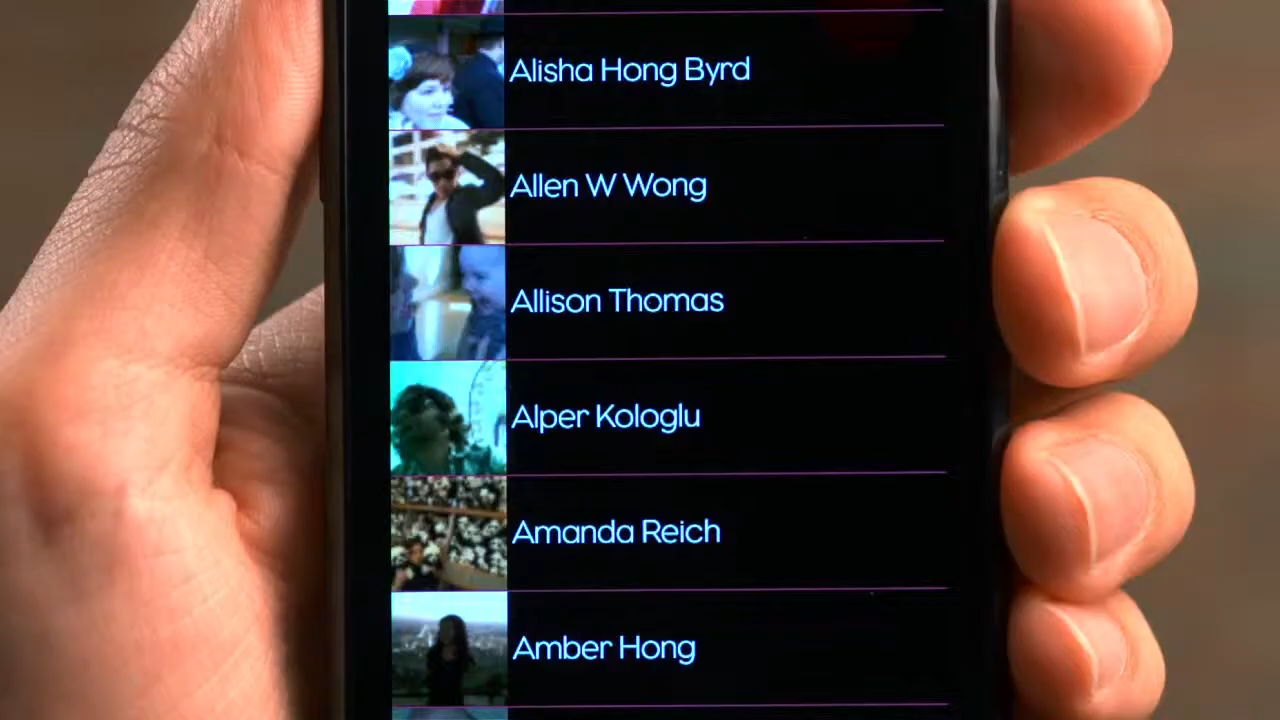 Alisha Hong Byrd
Allen W Wong
Allison Thomas
Alper Kologlu
Amanda Reich
Amber Hong